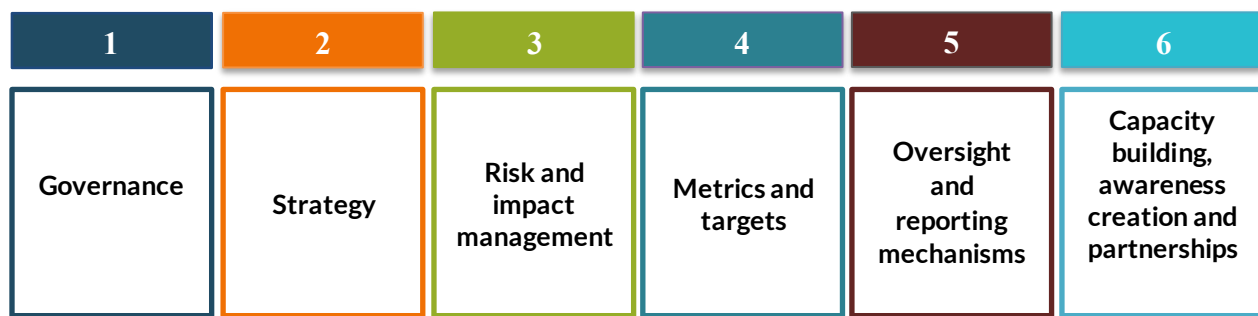 1
2
3
4
5
6
Governance
Strategy
Risk and
impact
management
Metrics and
targets
Oversight
and
reporting
mechanisms
Capacity
building,
awareness
creation and
partnerships